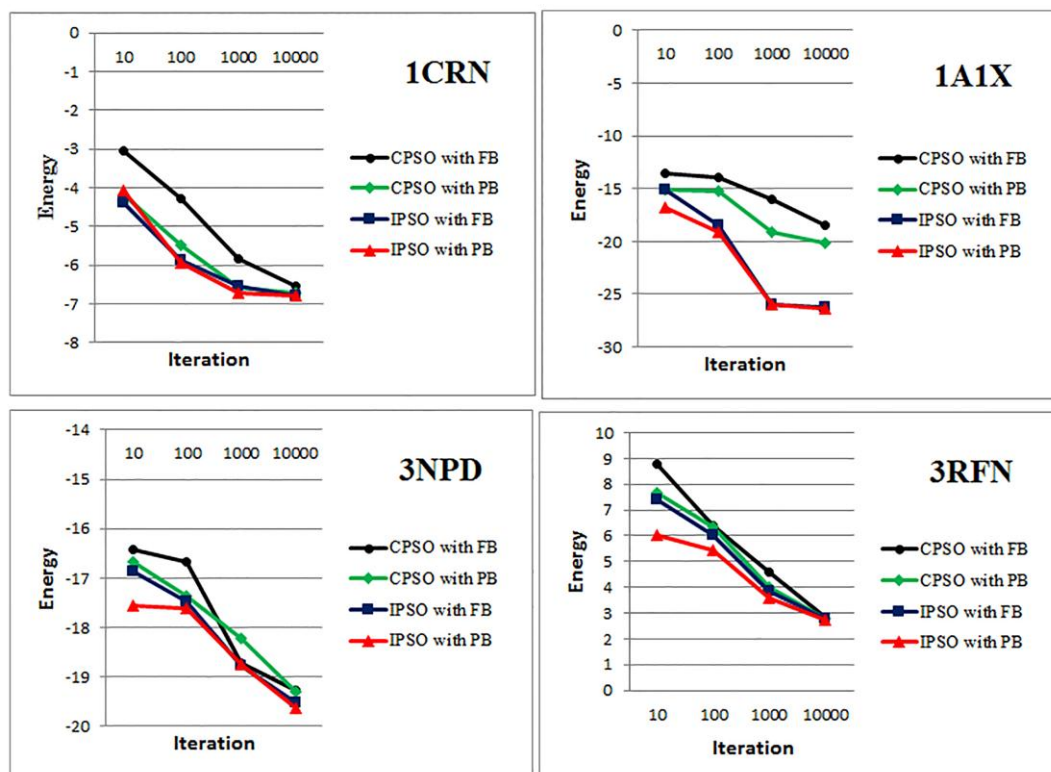 1CRN
0
-1
-2
-3
-4
-5
-6
-7
-8
10 100 1000 10000
Energy
Iteration
CPSO with FB
CPSO with PB
IPSO with FB
IPSO with PB
1A1X
0
-5
-10
-15
-20
-25
-30
10 100 1000 10000
Energy
Iteration
CPSO with FB
CPSO with PB
IPSO with FB
IPSO with PB
3NPD
-14
-15
-16
-17
-18
-19
-20
10 100 1000 10000
Energy
Iteration
CPSO with FB
CPSO with PB
IPSO with FB
IPSO with PB
3RFN
10
9
8
7
6
5
4
3
2
1
0
10 100 1000 10000
Energy
Iteration
CPSO with FB
CPSO with PB
IPSO with FB
IPSO with PB